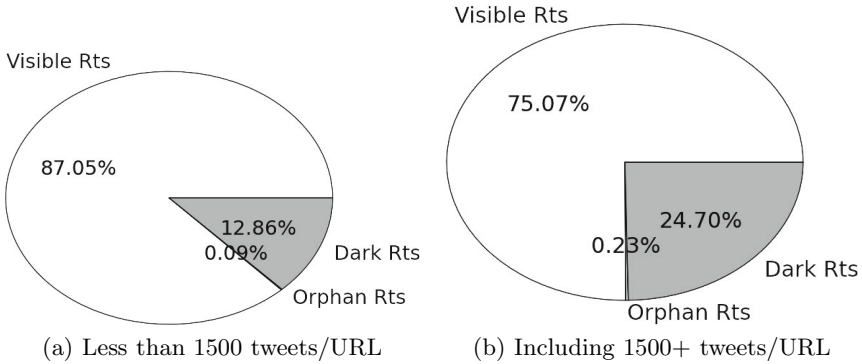 Visible Rts
87.05%
12.86%
0.09%
Dark Rts
Orphan Rts
(a) Less than 1500 tweets/URL
Visible Rts
75.07%
24.70%
0.23%
Dark Rts
Orphan Rts
(b) Including 1500+ tweets/URL